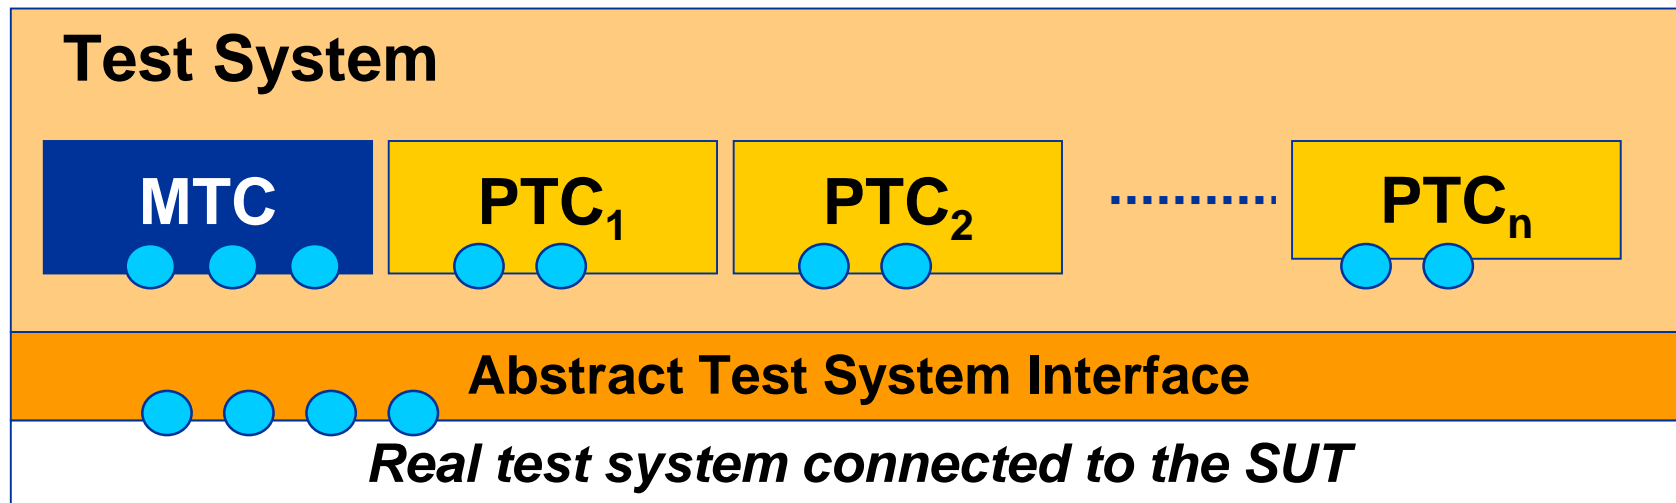 Test System
MTC PTC₁ PTC₂ PTCₙ
Abstract Test System Interface
Real test system connected to the SUT